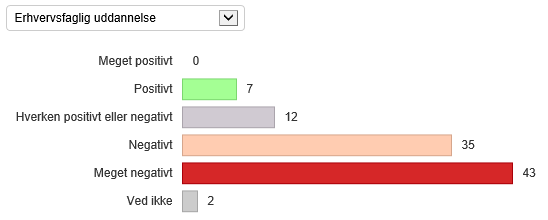 Erhvervsfaglig uddannelse
Meget positivt 0
Positivt 7
Hverken positivt eller negativt 12
Negativt 35
Meget negativt 43
Ved ikke 2